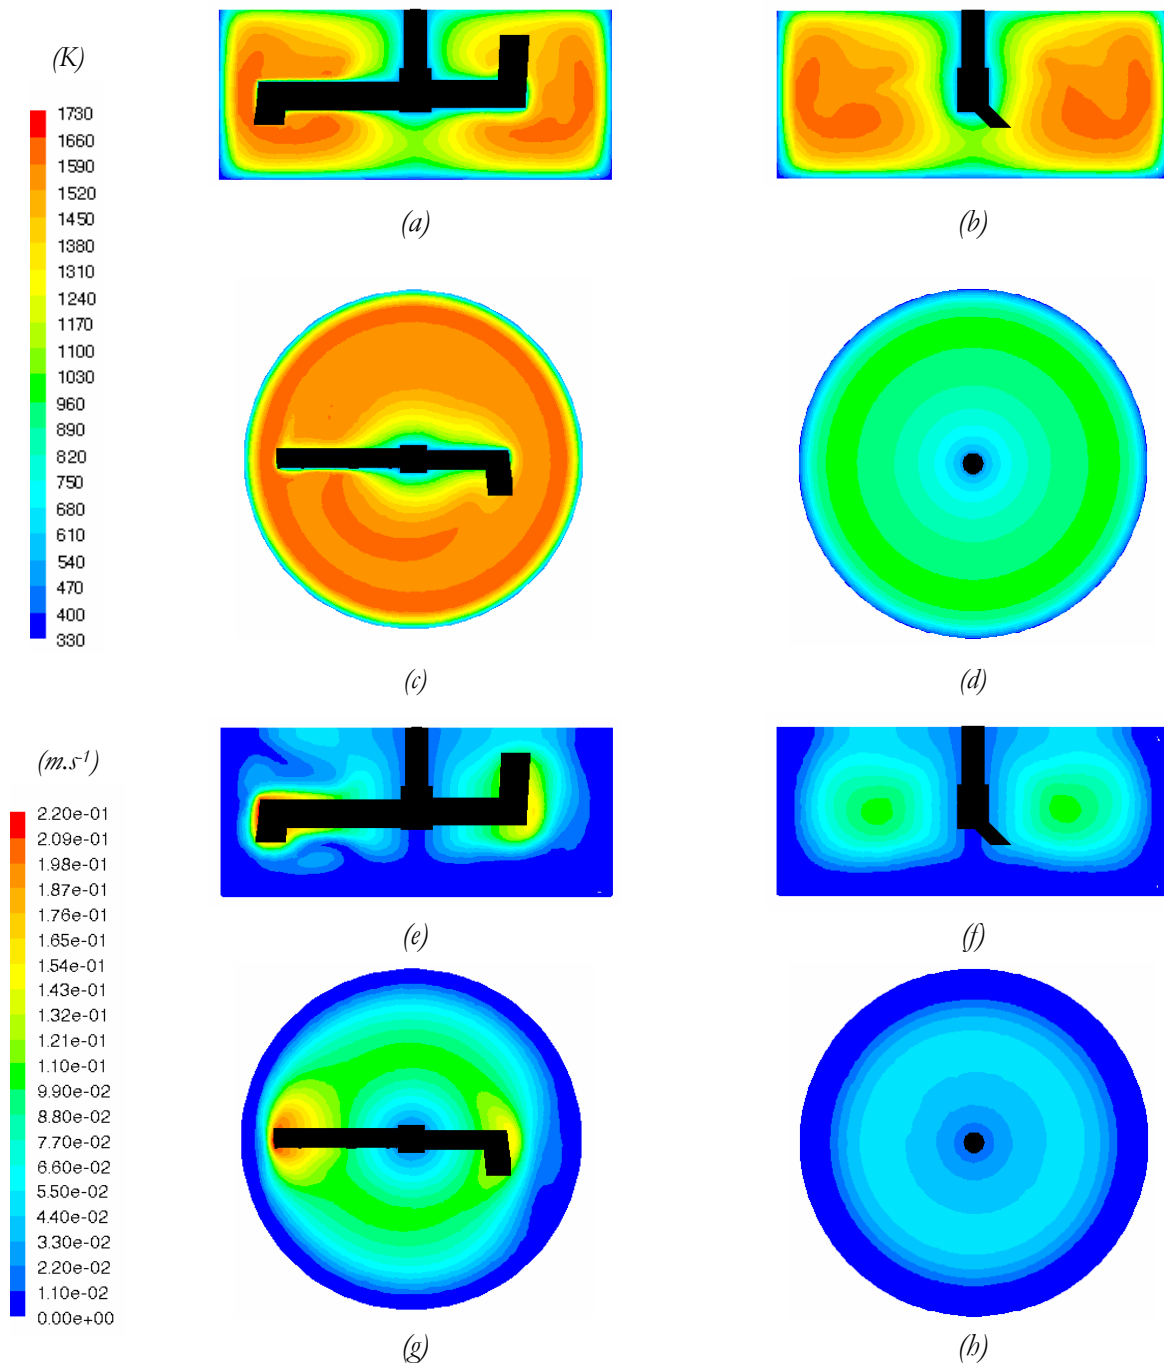 (K)
1730
1660
1590
1520
1450
1380
1310
1240
1170
1100
1030
960
890
820
750
680
610
540
470
400
330
(a)
(b)
(c)
(d)
(m.s-1)
2.20e-01
2.09e-01
1.98e-01
1.87e-01
1.76e-01
1.65e-01
1.54e-01
1.43e-01
1.32e-01
1.21e-01
1.10e-01
9.90e-02
8.80e-02
7.70e-02
6.60e-02
5.50e-02
4.40e-02
3.30e-02
2.20e-02
1.10e-02
0.00e+00
(e)
(f)
(g)
(h)